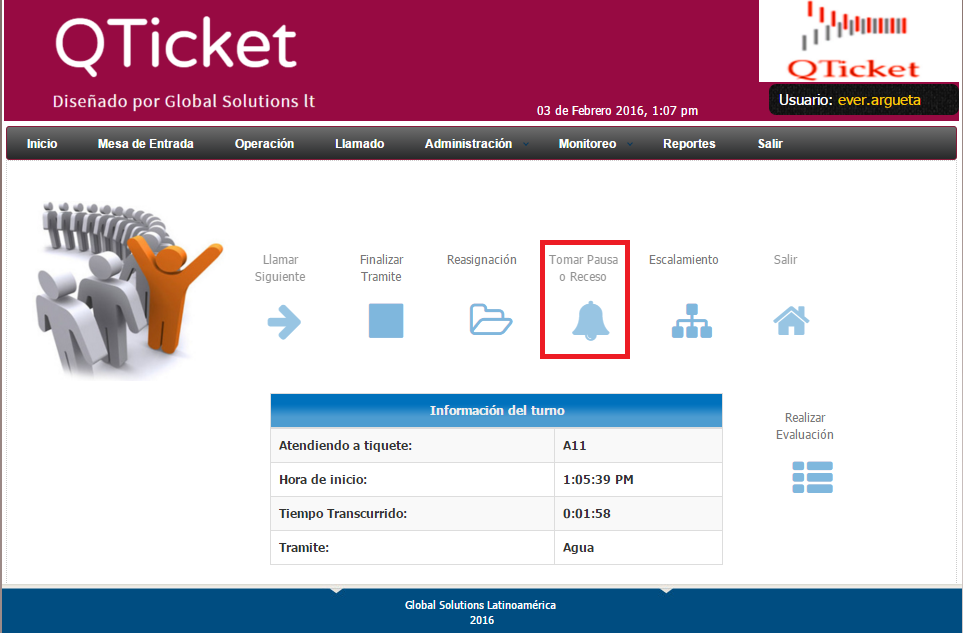 QTicket
Diseñado por Global Solutions lt
QTicket
03 de Febrero 2016, 1:07 pm
Usuario: ever.argueta
Inicio Mesa de Entrada Operación Llamado Administración Monitoreo Reportes Salir
Llamar
Siguiente
Finalizar
Tramite
Reasignación
Tomar Pausa
o Receso
Escalamiento
Salir
Información del turno
Atendiendo a tiquete: A11
Hora de inicio: 1:05:39 PM
Tiempo Transcurrido: 0:01:58
Tramite: Agua
Realizar
Evaluación
Global Solutions Latinoamérica
2016